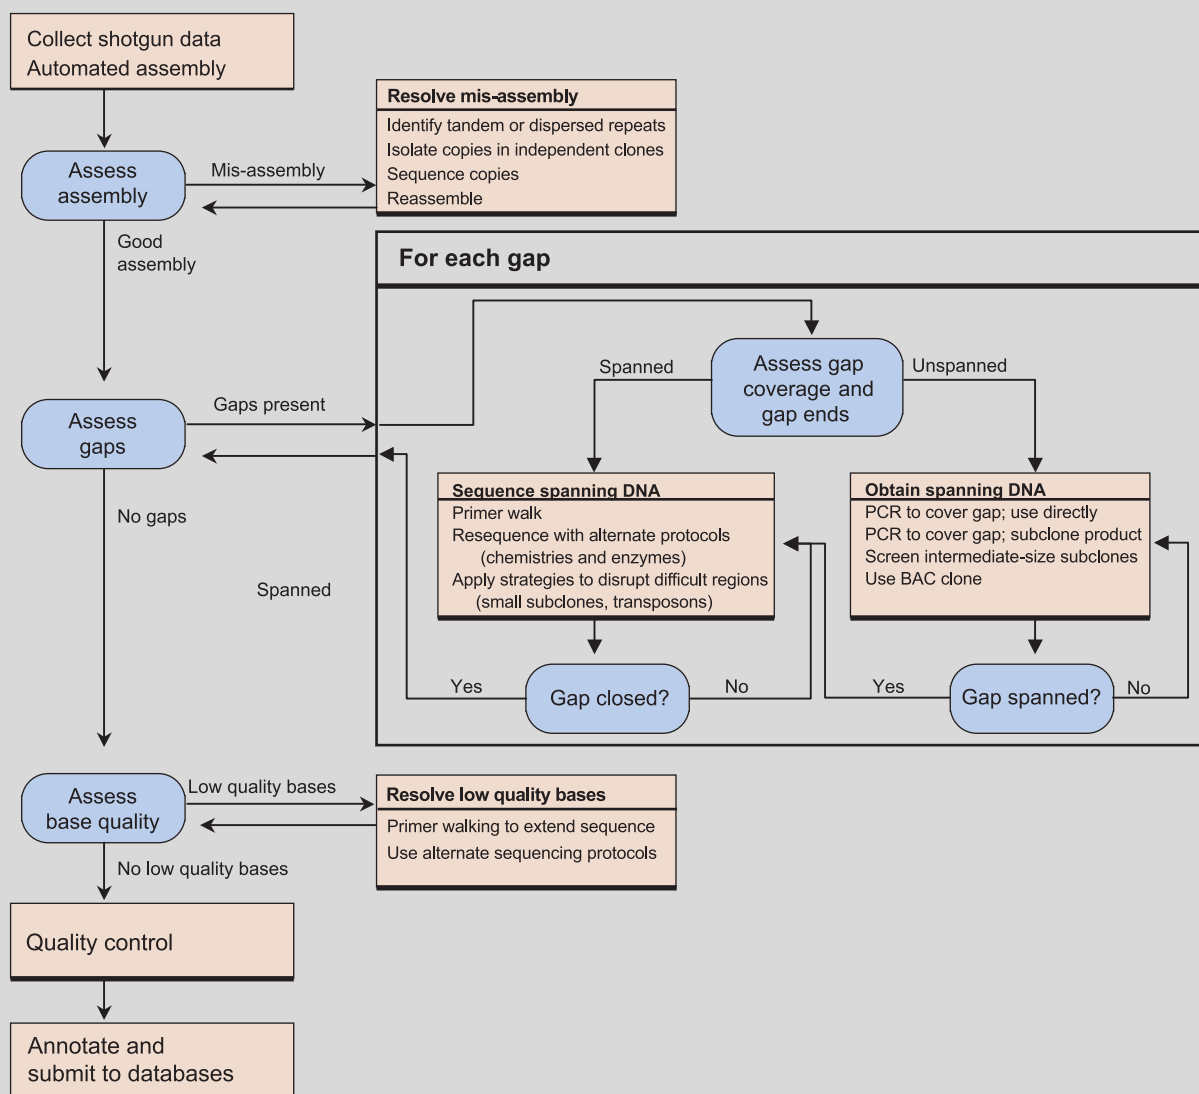 Collect shotgun data
Automated assembly
Resolve mis-assembly
Identify tandem or dispersed repeats
Isolate copies in independent clones
Sequence copies
Reassemble
Assess
assembly
Mis-assembly
Good
assembly
For each gap
Assess gap
coverage and
gap ends
Spanned
Unspanned
Assess
gaps
Gaps present
No gaps
Spanned
Sequence spanning DNA
Primer walk
Resequence with alternate protocols
(chemistries and enzymes)
Apply strategies to disrupt difficult regions
(small subclones, transposons)
Obtain spanning DNA
PCR to cover gap; use directly
PCR to cover gap; subclone product
Screen intermediate-size subclones
Use BAC clone
Yes
Gap closed?
No
Yes
Gap spanned?
No
Assess
base quality
Low quality bases
Resolve low quality bases
Primer walking to extend sequence
Use alternate sequencing protocols
No low quality bases
Quality control
Annotate and
submit to databases